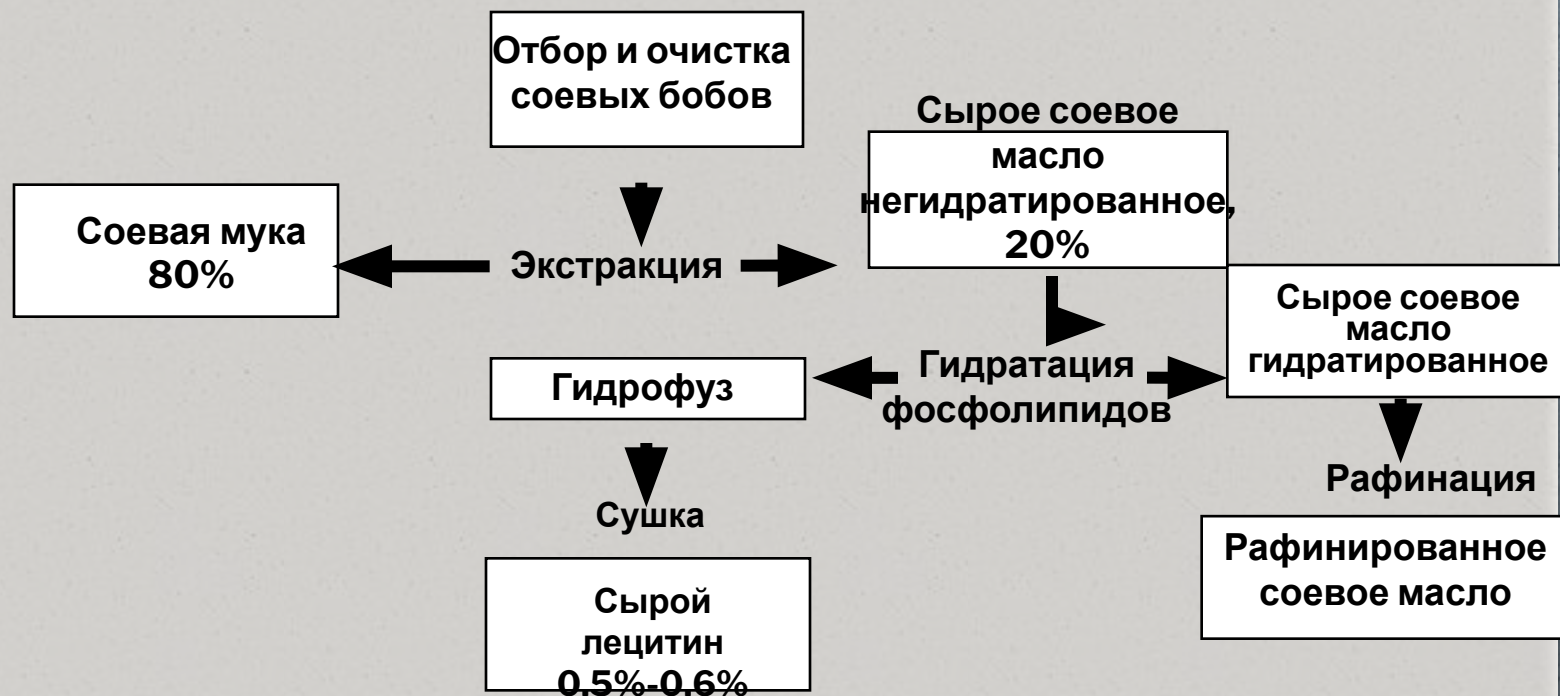 Отбор и очистка
соевых бобов
Сырое соевое
масло
негидратированное,
20%
Соевая мука
80%
Экстракция
Сырое соевое
масло
гидратированное
Гидрофуз
Гидратация
фосфолипидов
Рафинация
Сушка
Рафинированное
соевое масло
Сырой
лецитин
0,5%-0,6%